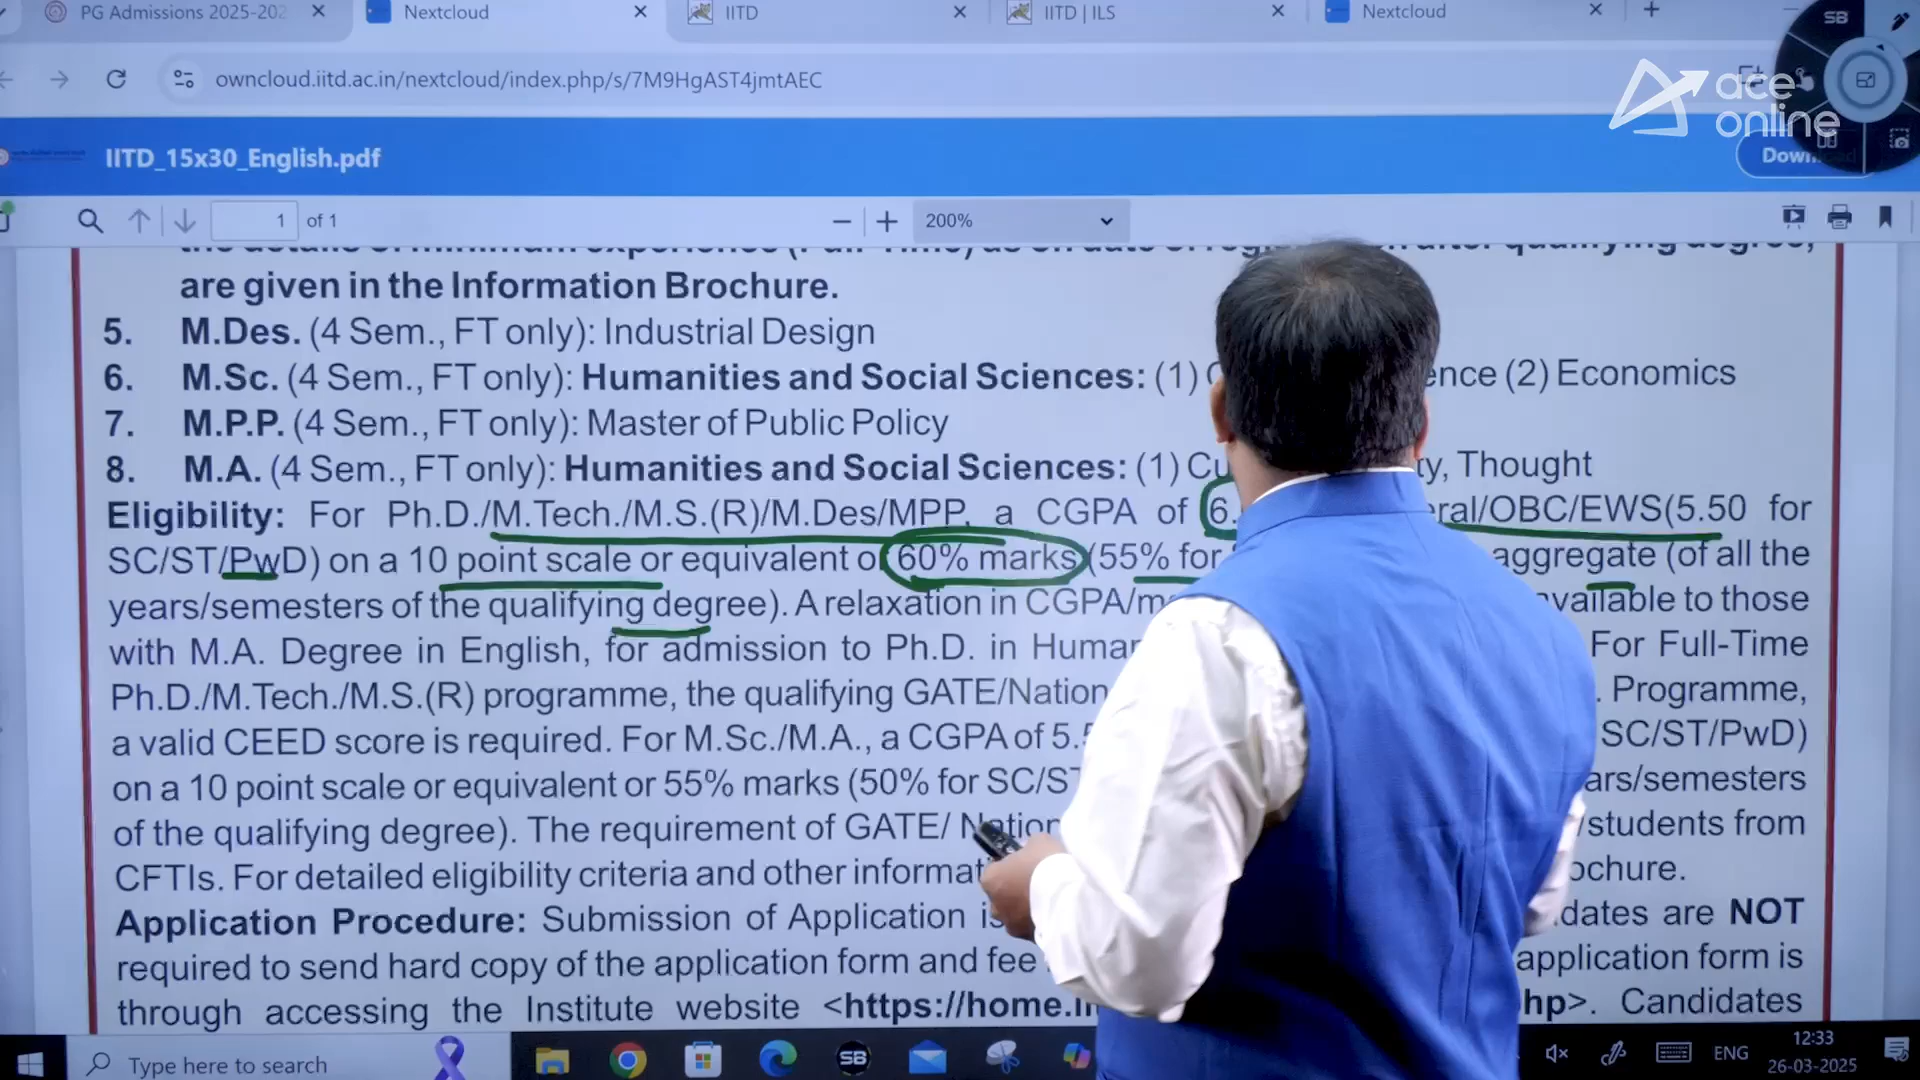 PG Admissions 2025-202
Nextcloud
IITD
IITD | ILS
Nextcloud
SB
owncloud.iitd.ac.in/nextcloud/index.php/s/7M9HgAST4jmtAEC
ace
online
IITD_15x30_English.pdf
Down
1 of 1
200%
are given in the Information Brochure.
5. M.Des. (4 Sem., FT only): Industrial Design
6. M.Sc. (4 Sem., FT only): Humanities and Social Sciences: (1) C ence (2) Economics
7. M.P.P. (4 Sem., FT only): Master of Public Policy
8. M.A. (4 Sem., FT only): Humanities and Social Sciences: (1) Cu y, Thought
Eligibility: For Ph.D./M.Tech./M.S.(R)/M.Des/MPP, a CGPA of 6. ral/OBC/EWS(5.50 for
SC/ST/PwD) on a 10 point scale or equivalent o 60% marks (55% for aggregate (of all the
years/semesters of the qualifying degree). A relaxation in CGPA/m vailable to those
with M.A. Degree in English, for admission to Ph.D. in Human For Full-Time
Ph.D./M.Tech./M.S.(R) programme, the qualifying GATE/Nation . Programme,
a valid CEED score is required. For M.Sc./M.A., a CGPA of 5.5 SC/ST/PwD)
on a 10 point scale or equivalent or 55% marks (50% for SC/ST ars/semesters
of the qualifying degree). The requirement of GATE/ Nation /students from
CFTIs. For detailed eligibility criteria and other informat ochure.
Application Procedure: Submission of Application is dates are NOT
required to send hard copy of the application form and fee application form is
through accessing the Institute website <https://home.ii hp>. Candidates
Type here to search
SB
ENG
12:33
26-03-2025